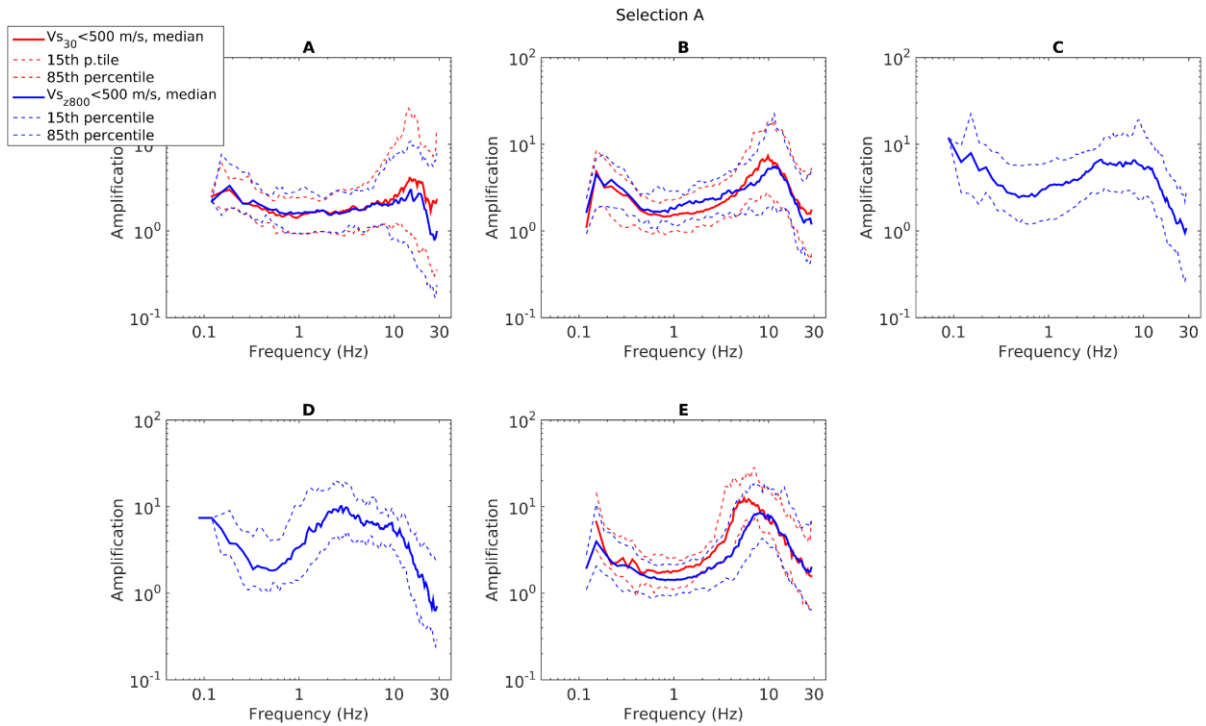 Selection A
Vs30<500 m/s, median
15th p.tile
85th percentile
Vsz800<500 m/s, median
15th percentile
85th percentile
A
Amplification
10^0
10^-1
0.1 1 10 30
Frequency (Hz)
B
Amplification
10^2
10^1
10^0
10^-1
0.1 1 10 30
Frequency (Hz)
C
Amplification
10^2
10^1
10^0
10^-1
0.1 1 10 30
Frequency (Hz)
D
Amplification
10^2
10^1
10^0
10^-1
0.1 1 10 30
Frequency (Hz)
E
Amplification
10^2
10^1
10^0
10^-1
0.1 1 10 30
Frequency (Hz)